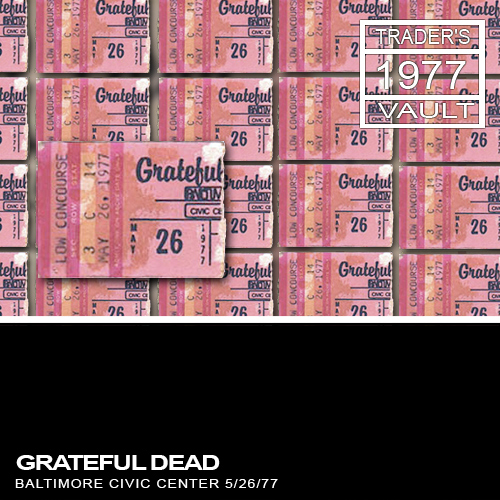 TRADER'S
1977
VAULT
LOW CONCOURSE
3 C 14
MAY 26, 1977
Grateful
CIVIC CE
MAY
26
1977
GRATEFUL DEAD
BALTIMORE CIVIC CENTER 5/26/77